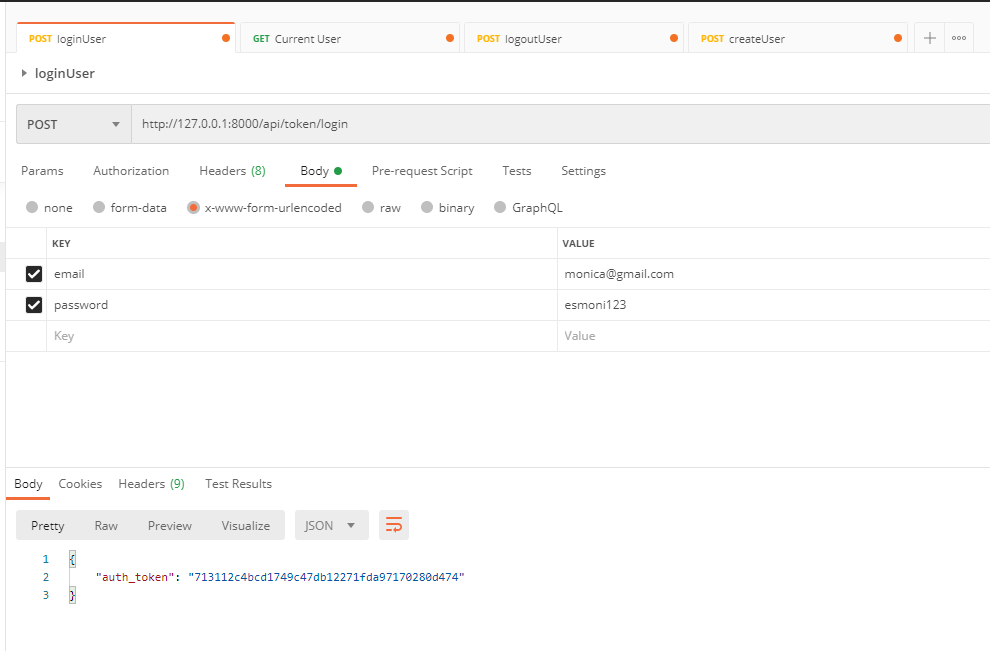 POST loginUser GET Current User POST logoutUser POST createUser
loginUser
POST http://127.0.0.1:8000/api/token/login
Params Authorization Headers (8) Body Pre-request Script Tests Settings
none form-data x-www-form-urlencoded raw binary GraphQL
KEY VALUE
email monica@gmail.com
password esmoni123
Key Value
Body Cookies Headers (9) Test Results
Pretty Raw Preview Visualize JSON
1 {
2 "auth_token": "713112c4bcd1749c47db12271fda97170280d474"
3 }